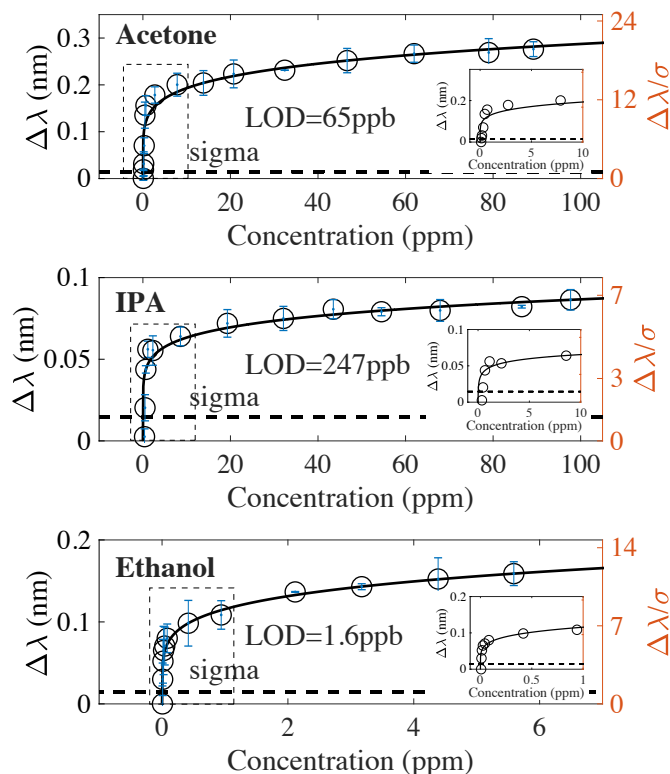 Acetone
0.3
0.2
0.1
0
Δλ (nm)
LOD=65ppb
sigma
24
18
12
6
0
Δλ/σ
0 20 40 60 80 100
Concentration (ppm)
0.2
0
Δλ (nm)
0 5 10
Concentration (ppm)
IPA
0.1
0.05
0
Δλ (nm)
LOD=247ppb
sigma
7
4
3
0
Δλ/σ
0 20 40 60 80 100
Concentration (ppm)
0.1
0.05
0
Δλ (nm)
0 5 10
Concentration (ppm)
Ethanol
0.2
0.1
0
Δλ (nm)
LOD=1.6ppb
sigma
14
11
7
4
0
Δλ/σ
0 2 4 6
Concentration (ppm)
0.2
0.1
0
Δλ (nm)
0 0.5 1
Concentration (ppm)